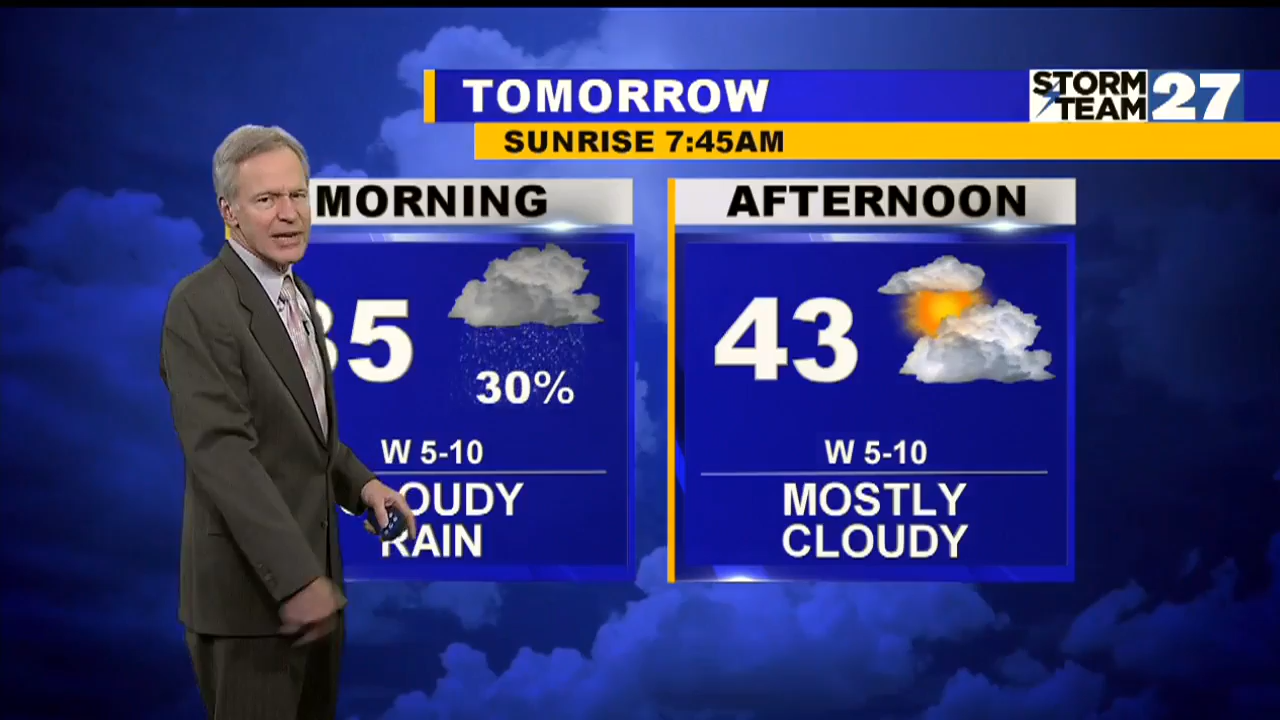 TOMORROW
STORM TEAM 27
SUNRISE 7:45AM
MORNING
AFTERNOON
43
30%
W 5-10
W 5-10
RAIN
MOSTLY
CLOUDY